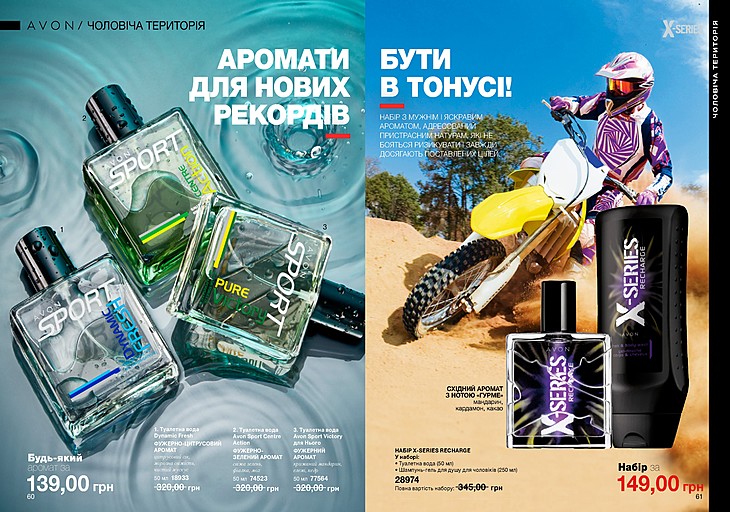 AVON / ЧОЛОВІЧА ТЕРИТОРІЯ
АРОМАТИ
ДЛЯ НОВИХ
РЕКОРДІВ
2
SPORT
CENTRE
ACTION
1
AVON
SPORT
DYNAMIC
FRESH
3
AVON
SPORT
PURE
VICTORY
1. Туалетна вода
Dynamic Fresh
ФУЖЕРНО-ЦИТРУСОВИЙ
АРОМАТ
50 мл 18933
320,00 грн
2. Туалетна вода
Avon Sport Centre
Action
ФУЖЕРНО-
ЗЕЛЕНИЙ АРОМАТ
50 мл 74523
320,00 грн
3. Туалетна вода
Avon Sport Victory
для Нього
ФУЖЕРНИЙ
АРОМАТ
50 мл 77564
320,00 грн
Будь-який
аромат за
139,00 грн
60
X-SERIES
ЧОЛОВІЧА ТЕРИТОРІЯ
БУТИ
В ТОНУСІ!
НАБІР З МУЖНІМ І ЯСКРАВИМ
АРОМАТОМ, АДРЕСОВАНИЙ
ПРИСТРАСНИМ НАТУРАМ, ЯКІ НЕ
БОЯТЬСЯ РИЗИКУВАТИ І ЗАВЖДИ
ДОСЯГАЮТЬ ПОСТАВЛЕНИХ ЦІЛЕЙ.
X-SERIES
RECHARGE
AVON
СХІДНИЙ АРОМАТ
З НОТОЮ «ГУРМЕ»
мандарин,
кардамон, какао
AVON
X-SERIES
RECHARGE
НАБІР X-SERIES RECHARGE
У наборі:
• Туалетна вода (50 мл)
• Шампунь-гель для душу для чоловіків (250 мл)
28974
Повна вартість набору: 345,00 грн
Набір за
149,00 грн
61